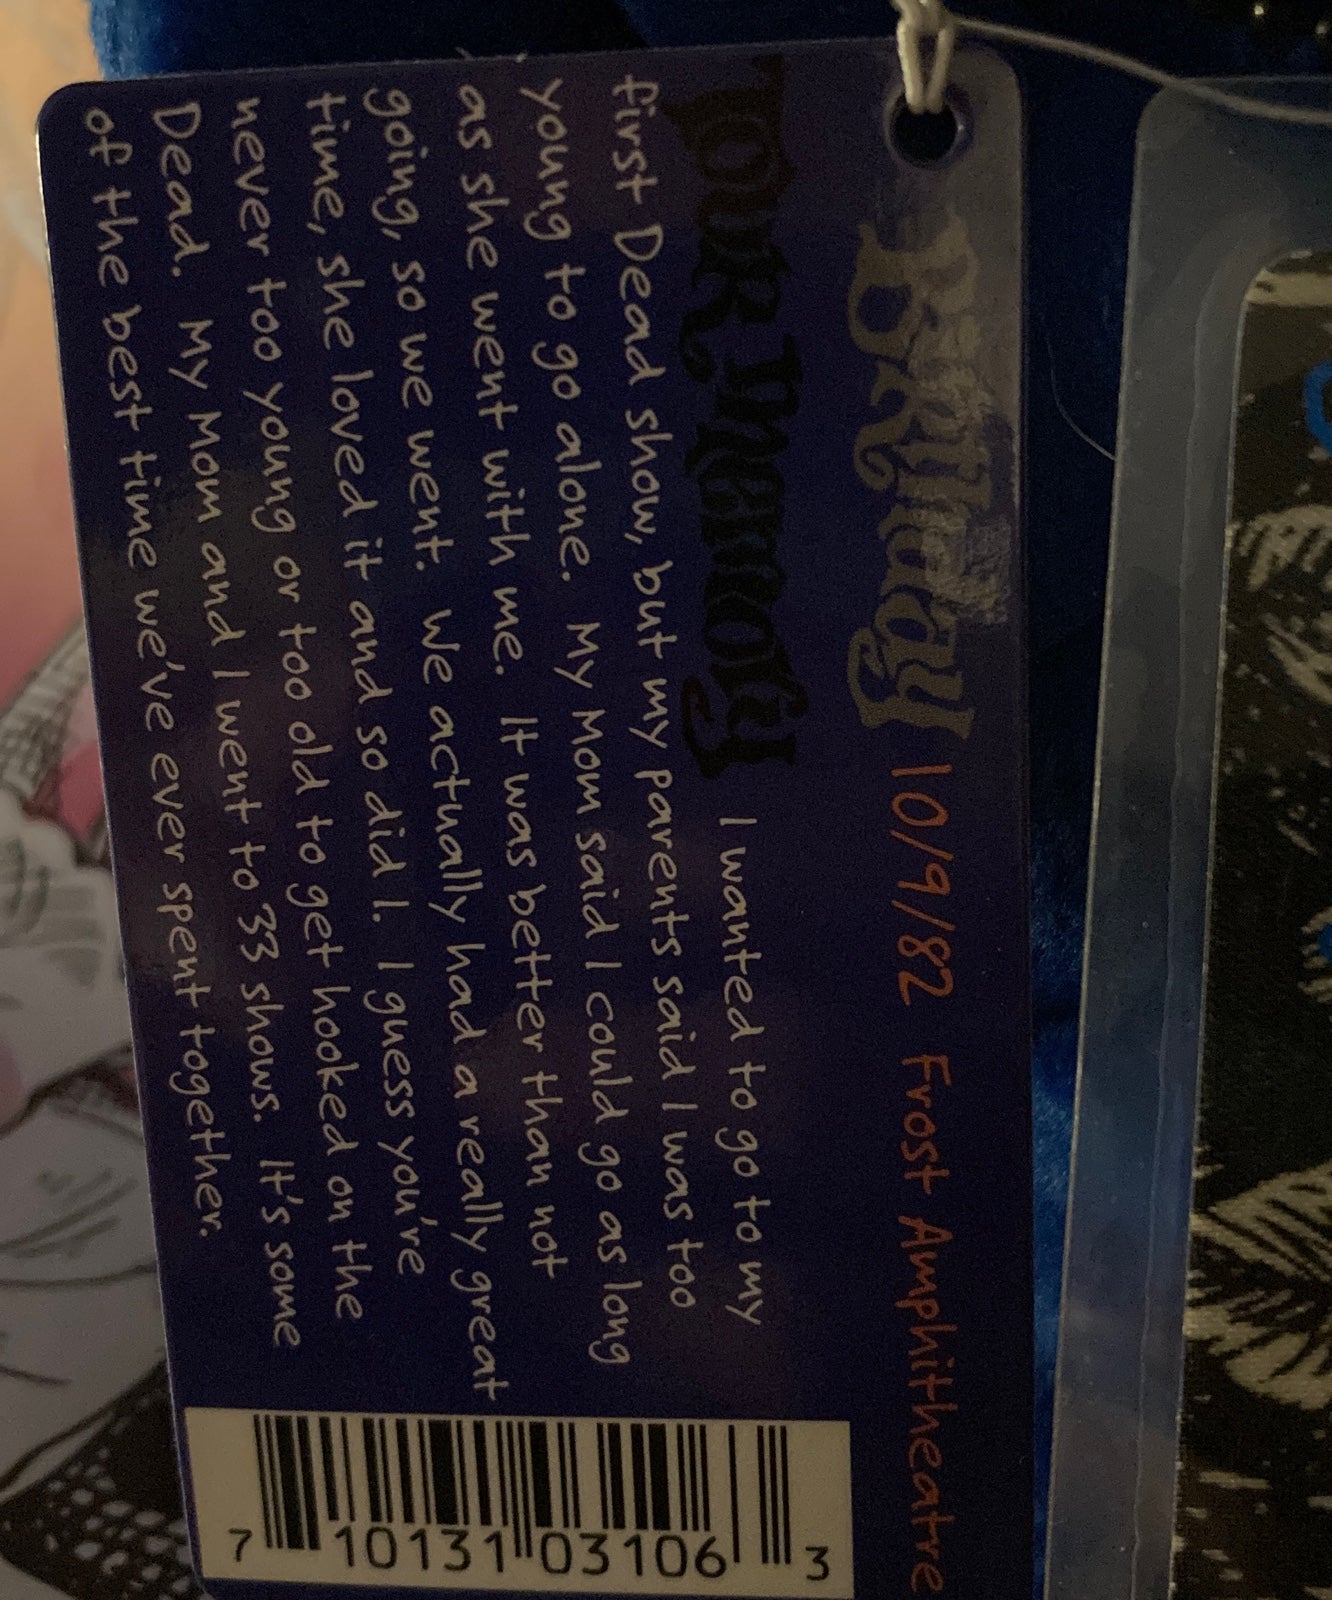 Birthday 10/9/82 Frost Amphitheatre
Tour Memory I wanted to go to my
first Dead show, but my parents said I was too
young to go alone. My Mom said I could go as long
as she went with me. It was better than not
going, so we went. We actually had a really great
time, she loved it and so did I. I guess you're
never too young or too old to get hooked on the
Dead. My Mom and I went to 33 shows. It's some
of the best time we've ever spent together.
7 10131 03106 3